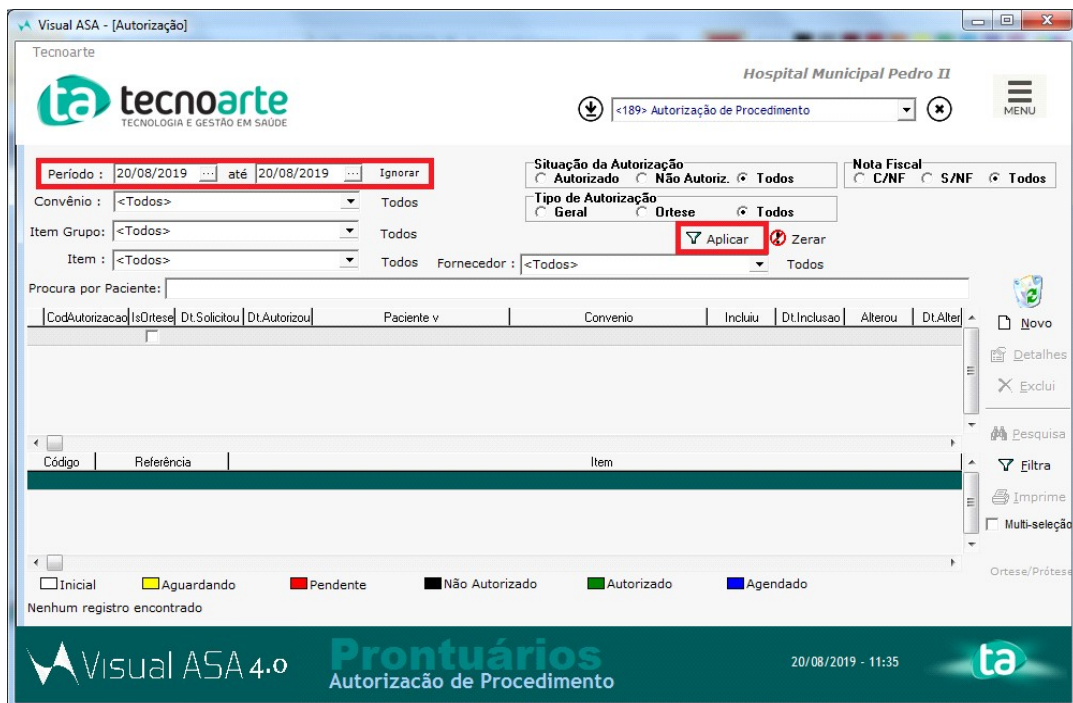 Visual ASA - [Autorização]
Tecnoarte
Hospital Municipal Pedro II
ta tecnoarte
TECNOLOGIA E GESTÃO EM SAÚDE
<189> Autorização de Procedimento
MENU
Período : 20/08/2019 ... até 20/08/2019 ... Ignorar
Situação da Autorização
Autorizado Não Autoriz. Todos
Nota Fiscal
C/NF S/NF Todos
Convênio : <Todos> Todos
Tipo de Autorização
Geral Ortese Todos
Item Grupo: <Todos> Todos
Aplicar Zerar
Item : <Todos> Todos Fornecedor : <Todos> Todos
Procura por Paciente:
CodAutorizacao IsOrtese Dt.Solicitou Dt.Autorizou Paciente v Convenio Incluiu Dt.Inclusao Alterou Dt.Alter
Novo
Detalhes
Exclui
Pesquisa
Código Referência Item
Filtra
Imprime
Multi-seleção
Ortese/Prótese
Inicial Aguardando Pendente Não Autorizado Autorizado Agendado
Nenhum registro encontrado
Visual ASA 4.0
Prontuários
Autorizacão de Procedimento
20/08/2019 - 11:35
ta